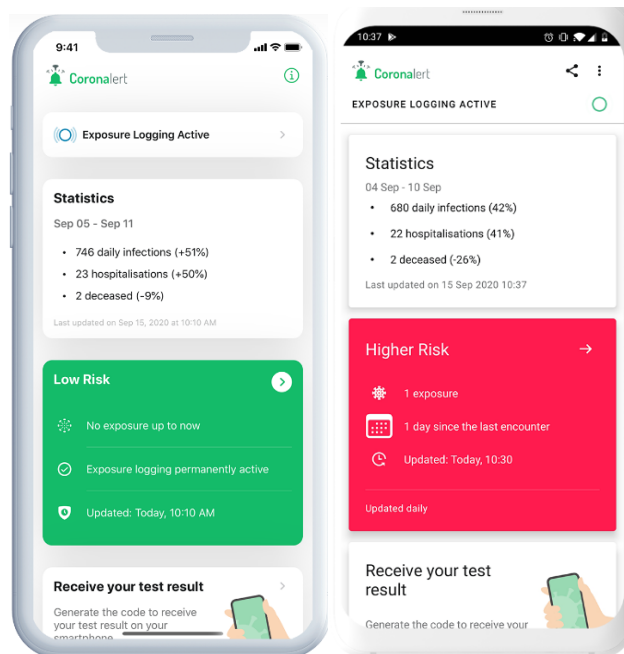 9:41
Coronalert
Exposure Logging Active
Statistics
Sep 05 - Sep 11
• 746 daily infections (+51%)
• 23 hospitalisations (+50%)
• 2 deceased (-9%)
Last updated on Sep 15, 2020 at 10:10 AM
Low Risk
No exposure up to now
Exposure logging permanently active
Updated: Today, 10:10 AM
Receive your test result
Generate the code to receive
your test result on your
smartphone
10:37
Coronalert
EXPOSURE LOGGING ACTIVE
Statistics
04 Sep - 10 Sep
• 680 daily infections (42%)
• 22 hospitalisations (41%)
• 2 deceased (-26%)
Last updated on 15 Sep 2020 10:37
Higher Risk
1 exposure
1 day since the last encounter
Updated: Today, 10:30
Updated daily
Receive your test
result
Generate the code to receive your